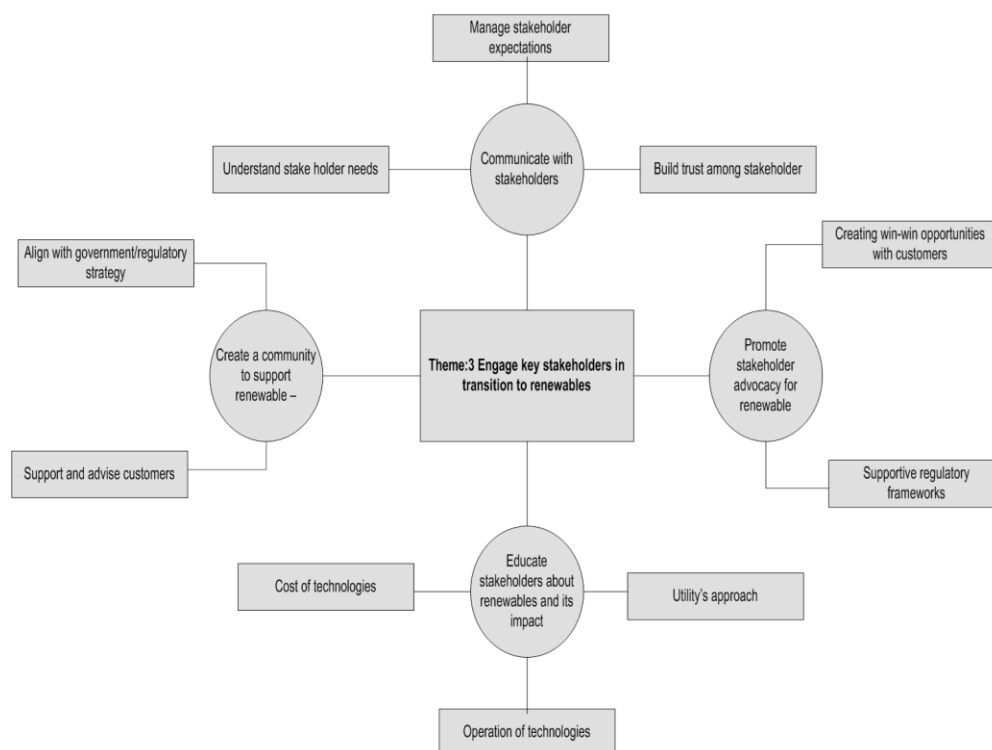 Manage stakeholder
expectations
Understand stake holder needs
Communicate with
stakeholders
Build trust among stakeholder
Align with government/regulatory
strategy
Creating win-win opportunities
with customers
Create a community
to support
renewable –
Theme:3 Engage key stakeholders in
transition to renewables
Promote
stakeholder
advocacy for
renewable
Support and advise customers
Supportive regulatory
frameworks
Cost of technologies
Educate
stakeholders about
renewables and its
impact
Utility's approach
Operation of technologies